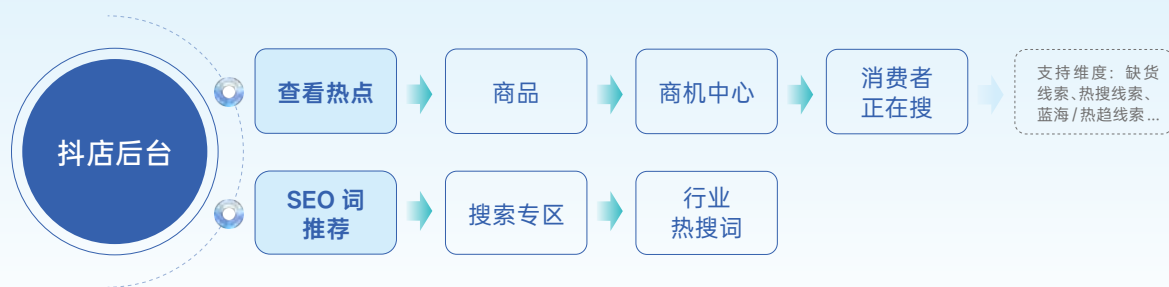 抖店后台
查看热点
商品
商机中心
消费者
正在搜
支持维度：缺货
线索、热搜线索、
蓝海/热趋线索...
SEO 词
推荐
搜索专区
行业
热搜词